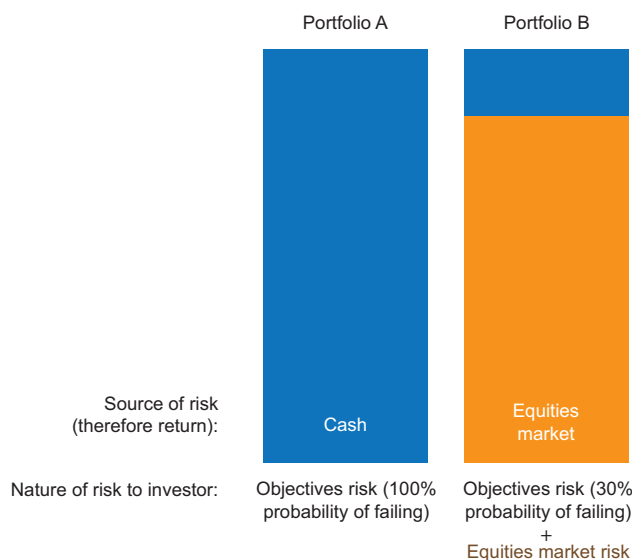 Portfolio A
Portfolio B
Source of risk
(therefore return):
Cash
Equities
market
Nature of risk to investor:
Objectives risk (100%
probability of failing)
Objectives risk (30%
probability of failing)
+
Equities market risk